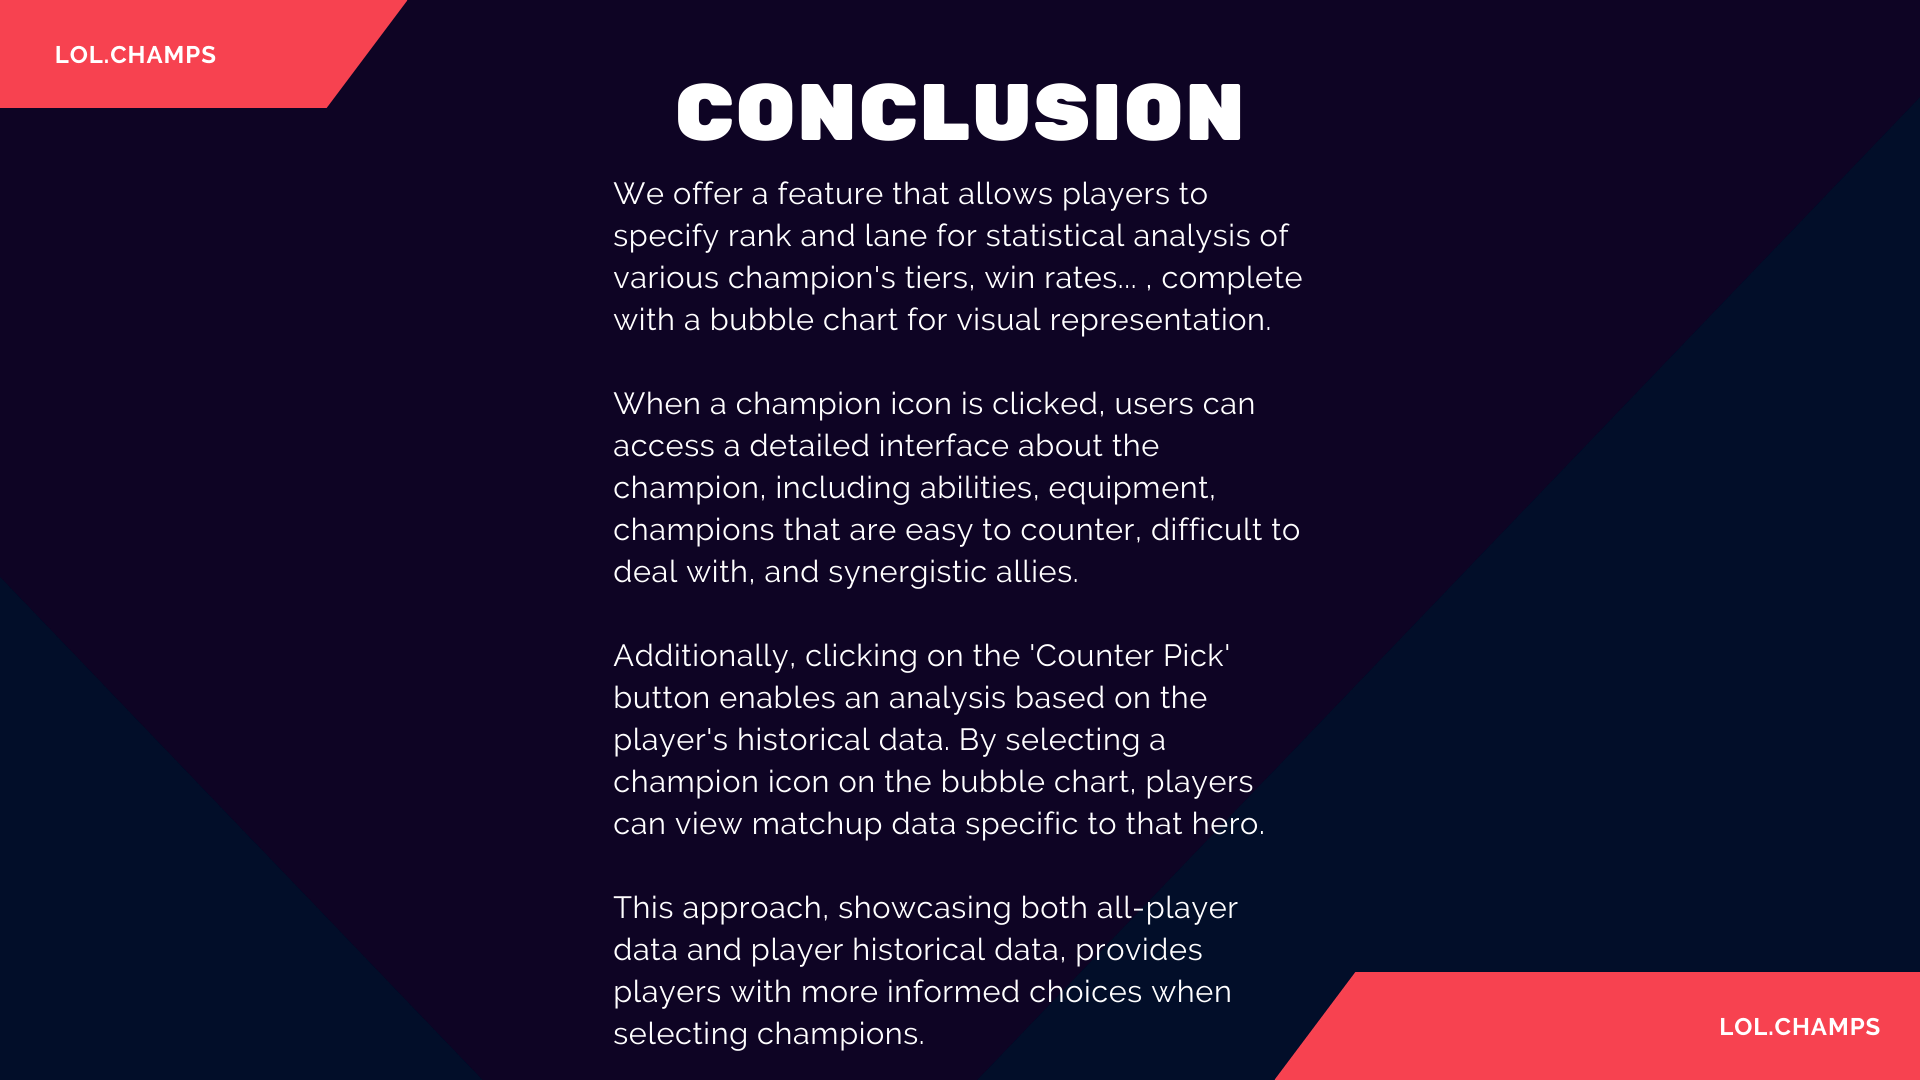 LOL.CHAMPS
CONCLUSION
We offer a feature that allows players to
specify rank and lane for statistical analysis of
various champion's tiers, win rates... , complete
with a bubble chart for visual representation.
When a champion icon is clicked, users can
access a detailed interface about the
champion, including abilities, equipment,
champions that are easy to counter, difficult to
deal with, and synergistic allies.
Additionally, clicking on the 'Counter Pick'
button enables an analysis based on the
player's historical data. By selecting a
champion icon on the bubble chart, players
can view matchup data specific to that hero.
This approach, showcasing both all-player
data and player historical data, provides
players with more informed choices when
selecting champions.
LOL.CHAMPS